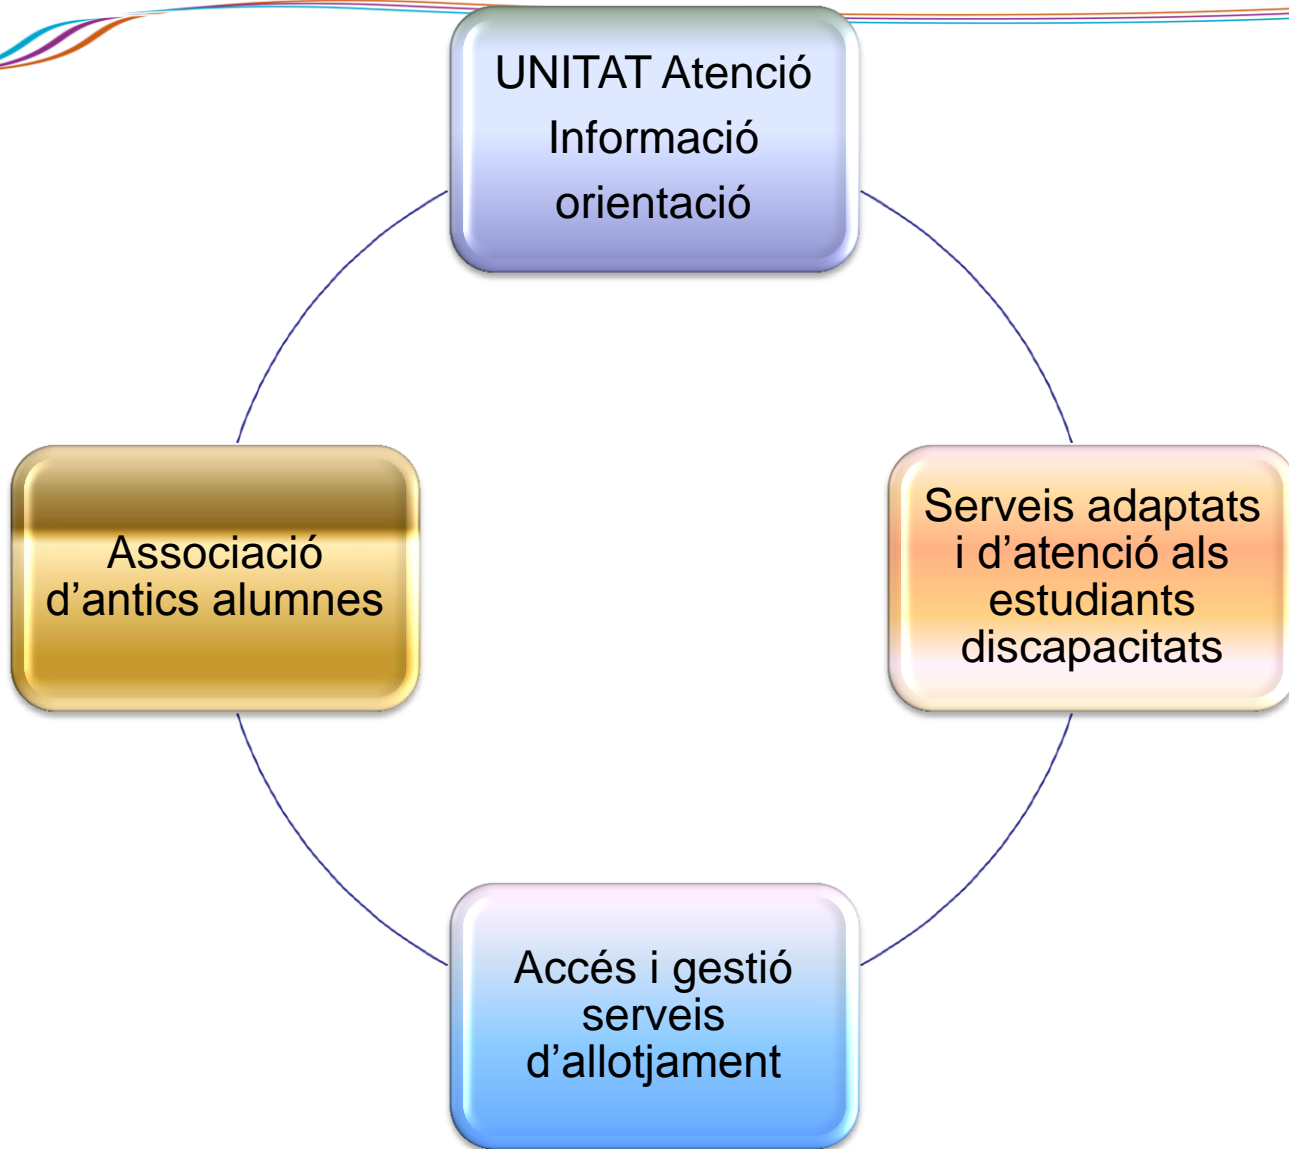 UNITAT Atenció
Informació
orientació
Associació
d’antics alumnes
Serveis adaptats
i d’atenció als
estudiants
discapacitats
Accés i gestió
serveis
d’allotjament